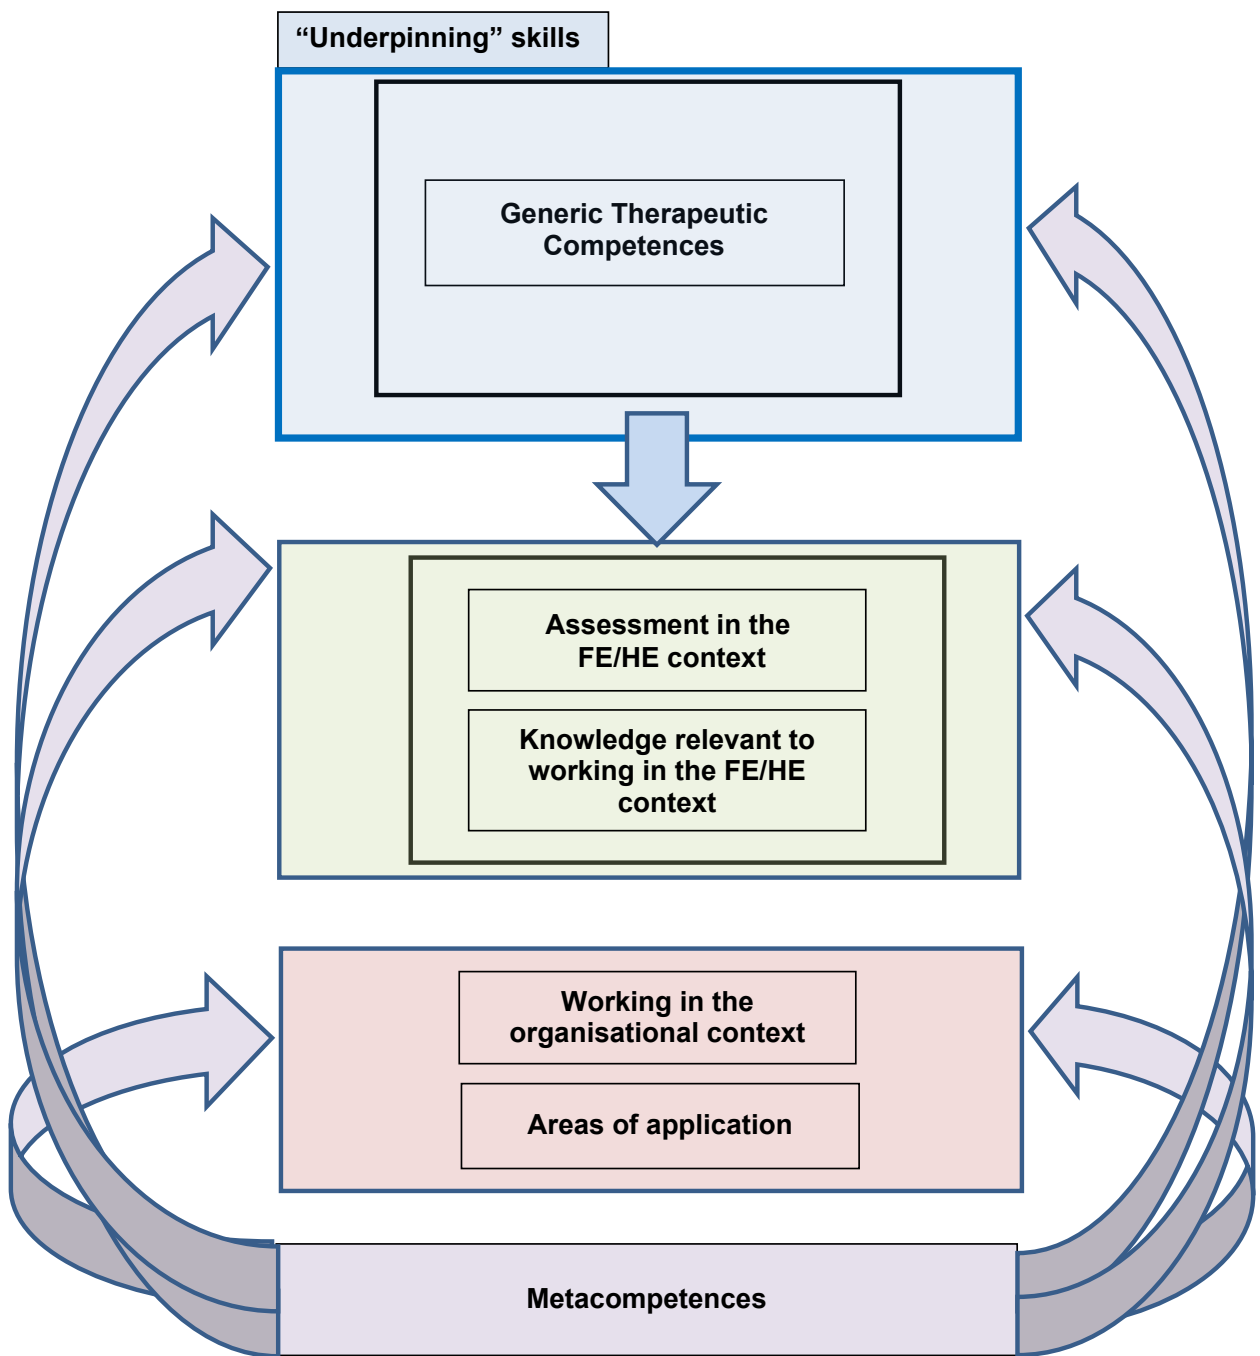 “Underpinning” skills
Generic Therapeutic
Competences
Assessment in the
FE/HE context
Knowledge relevant to
working in the FE/HE
context
Working in the
organisational context
Areas of application
Metacompetences